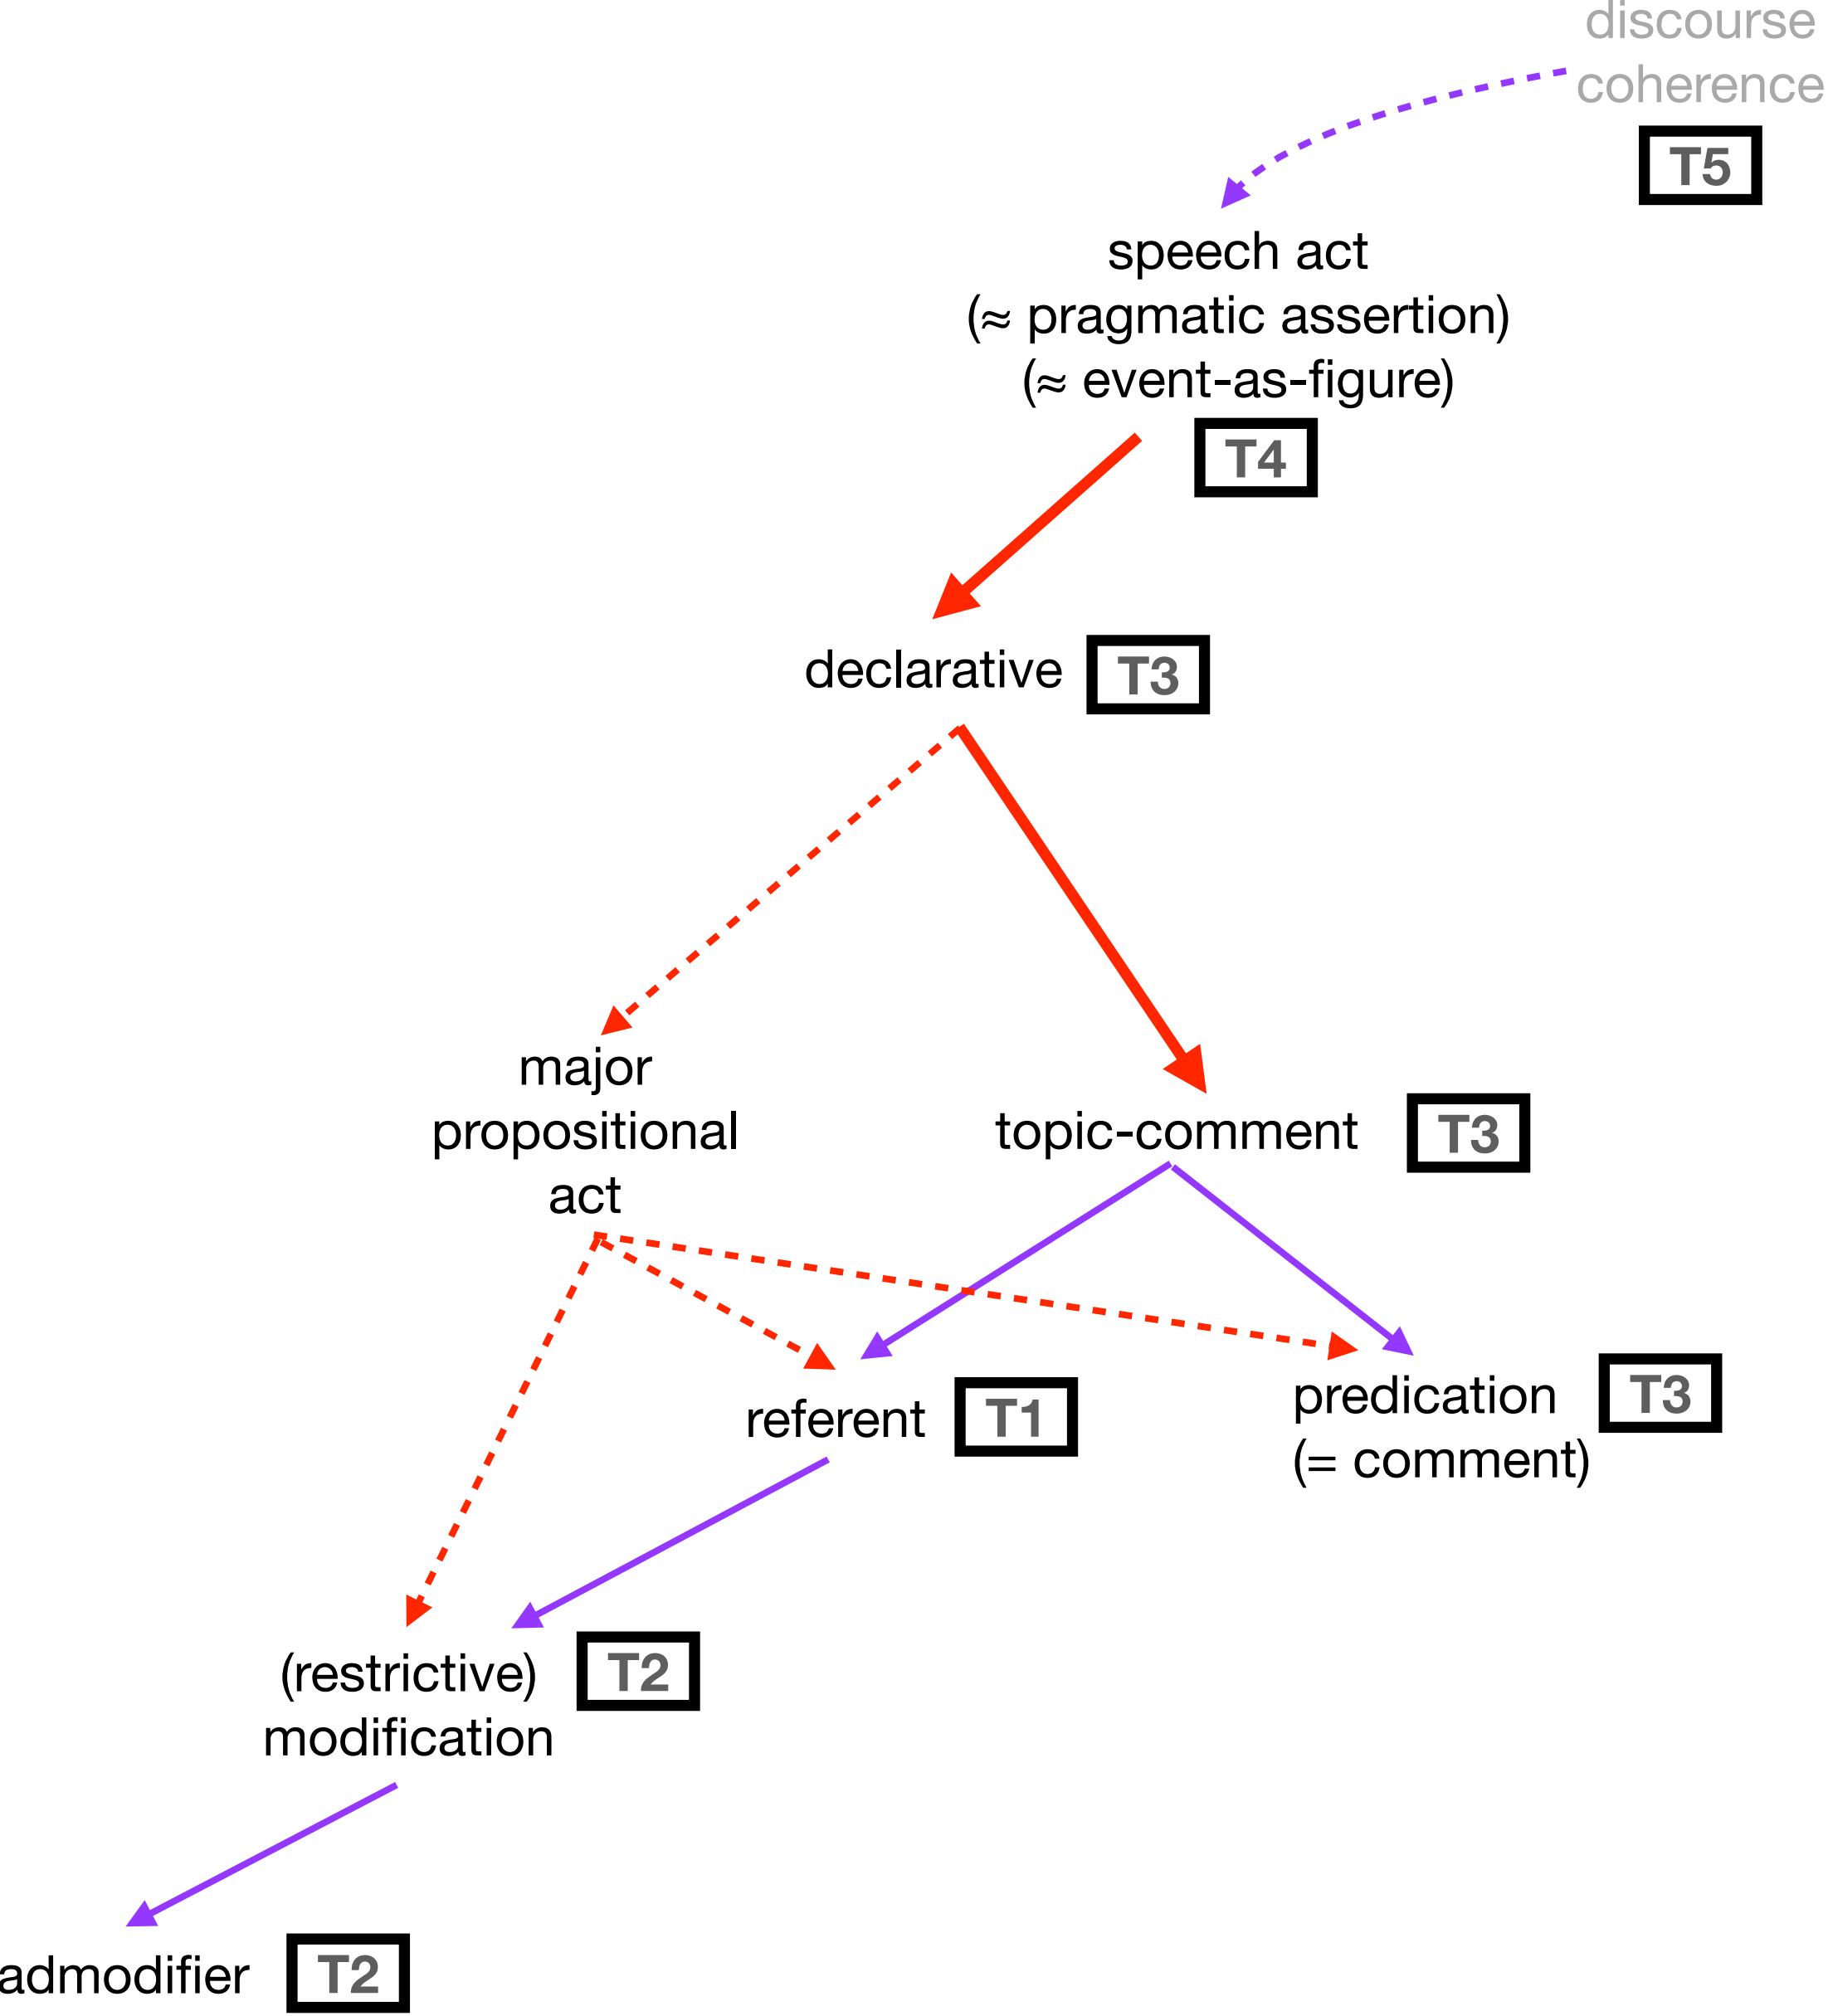 discourse
coherence
T5
speech act
(≈ pragmatic assertion)
(≈ event-as-figure)
T4
declarative
T3
major
propositional
act
topic-comment
T3
referent
T1
predication
(= comment)
T3
(restrictive)
modification
T2
admodifier
T2